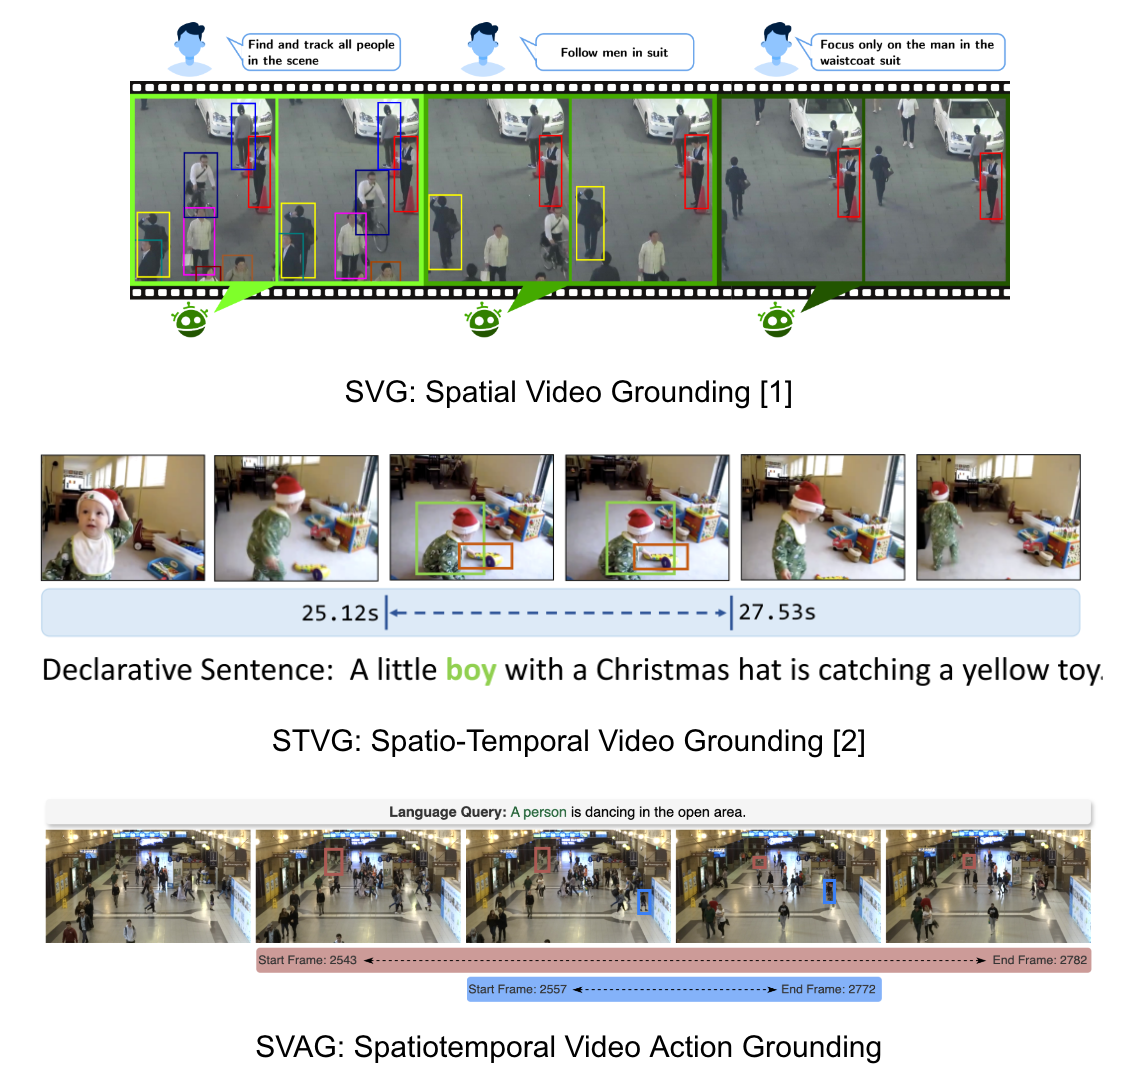 Find and track all people
in the scene
Follow men in suit
Focus only on the man in the
waistcoat suit
SVG: Spatial Video Grounding [1]
25.12s
27.53s
Declarative Sentence: A little boy with a Christmas hat is catching a yellow toy.
STVG: Spatio-Temporal Video Grounding [2]
Language Query: A person is dancing in the open area.
Start Frame: 2543
End Frame: 2782
Start Frame: 2557
End Frame: 2772
SVAG: Spatiotemporal Video Action Grounding